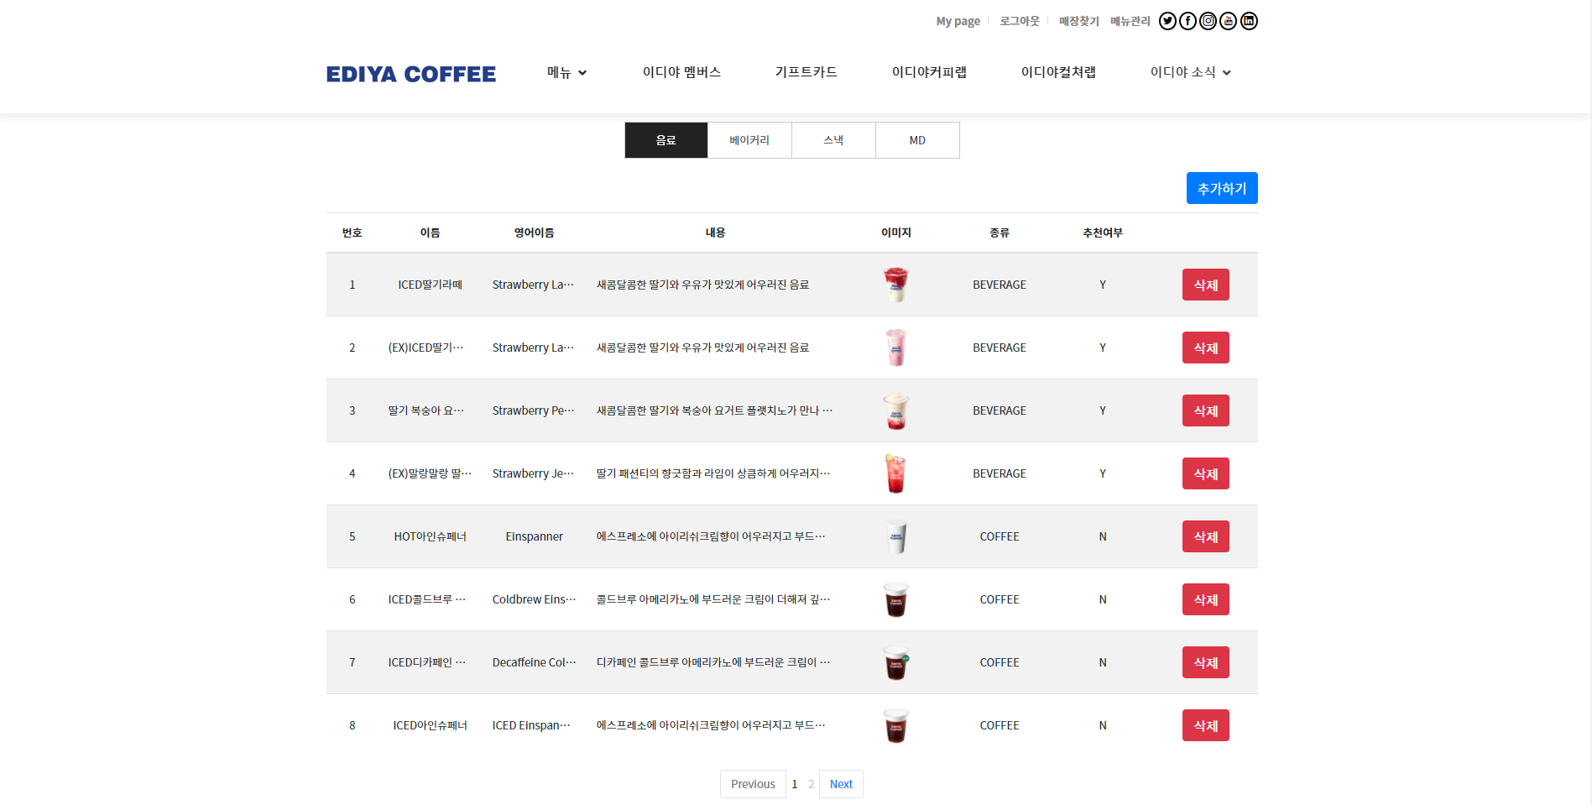 My page 로그아웃 매장찾기 메뉴관리
EDIYA COFFEE 메뉴 이디야 멤버스 기프트카드 이디야커피랩 이디야컬쳐랩 이디야 소식
음료 베이커리 스낵 MD
추가하기
번호 이름 영어이름 내용 이미지 종류 추천여부
1 ICED딸기라떼 Strawberry La… 새콤달콤한 딸기와 우유가 맛있게 어우러진 음료 BEVERAGE Y 삭제
2 (EX)ICED딸기… Strawberry La… 새콤달콤한 딸기와 우유가 맛있게 어우러진 음료 BEVERAGE Y 삭제
3 딸기 복숭아 요… Strawberry Pe… 새콤달콤한 딸기와 복숭아 요거트 플랫치노가 만나 … BEVERAGE Y 삭제
4 (EX)말랑말랑 딸… Strawberry Je… 딸기 패션티의 향긋함과 라임이 상큼하게 어우러지… BEVERAGE Y 삭제
5 HOT아인슈페너 Einspanner 에스프레소에 아이리쉬크림향이 어우러지고 부드… COFFEE N 삭제
6 ICED콜드브루 … Coldbrew Eins… 콜드브루 아메리카노에 부드러운 크림이 더해져 깊… COFFEE N 삭제
7 ICED디카페인 … Decaffeine Col… 디카페인 콜드브루 아메리카노에 부드러운 크림이 … COFFEE N 삭제
8 ICED아인슈페너 ICED Einspan… 에스프레소에 아이리쉬크림향이 어우러지고 부드… COFFEE N 삭제
Previous 1 2 Next